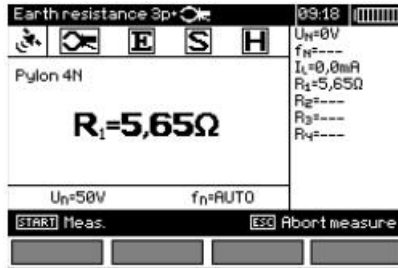 Earth resistance 3p+
09:18
E S H
Pylon 4N
R1=5,65Ω
Un=50V fn=AUTO
UN=0V
fN=---
IL=0,0mA
R1=5,65Ω
R2=---
R3=---
R4=---
START Meas.
ESC Abort measure